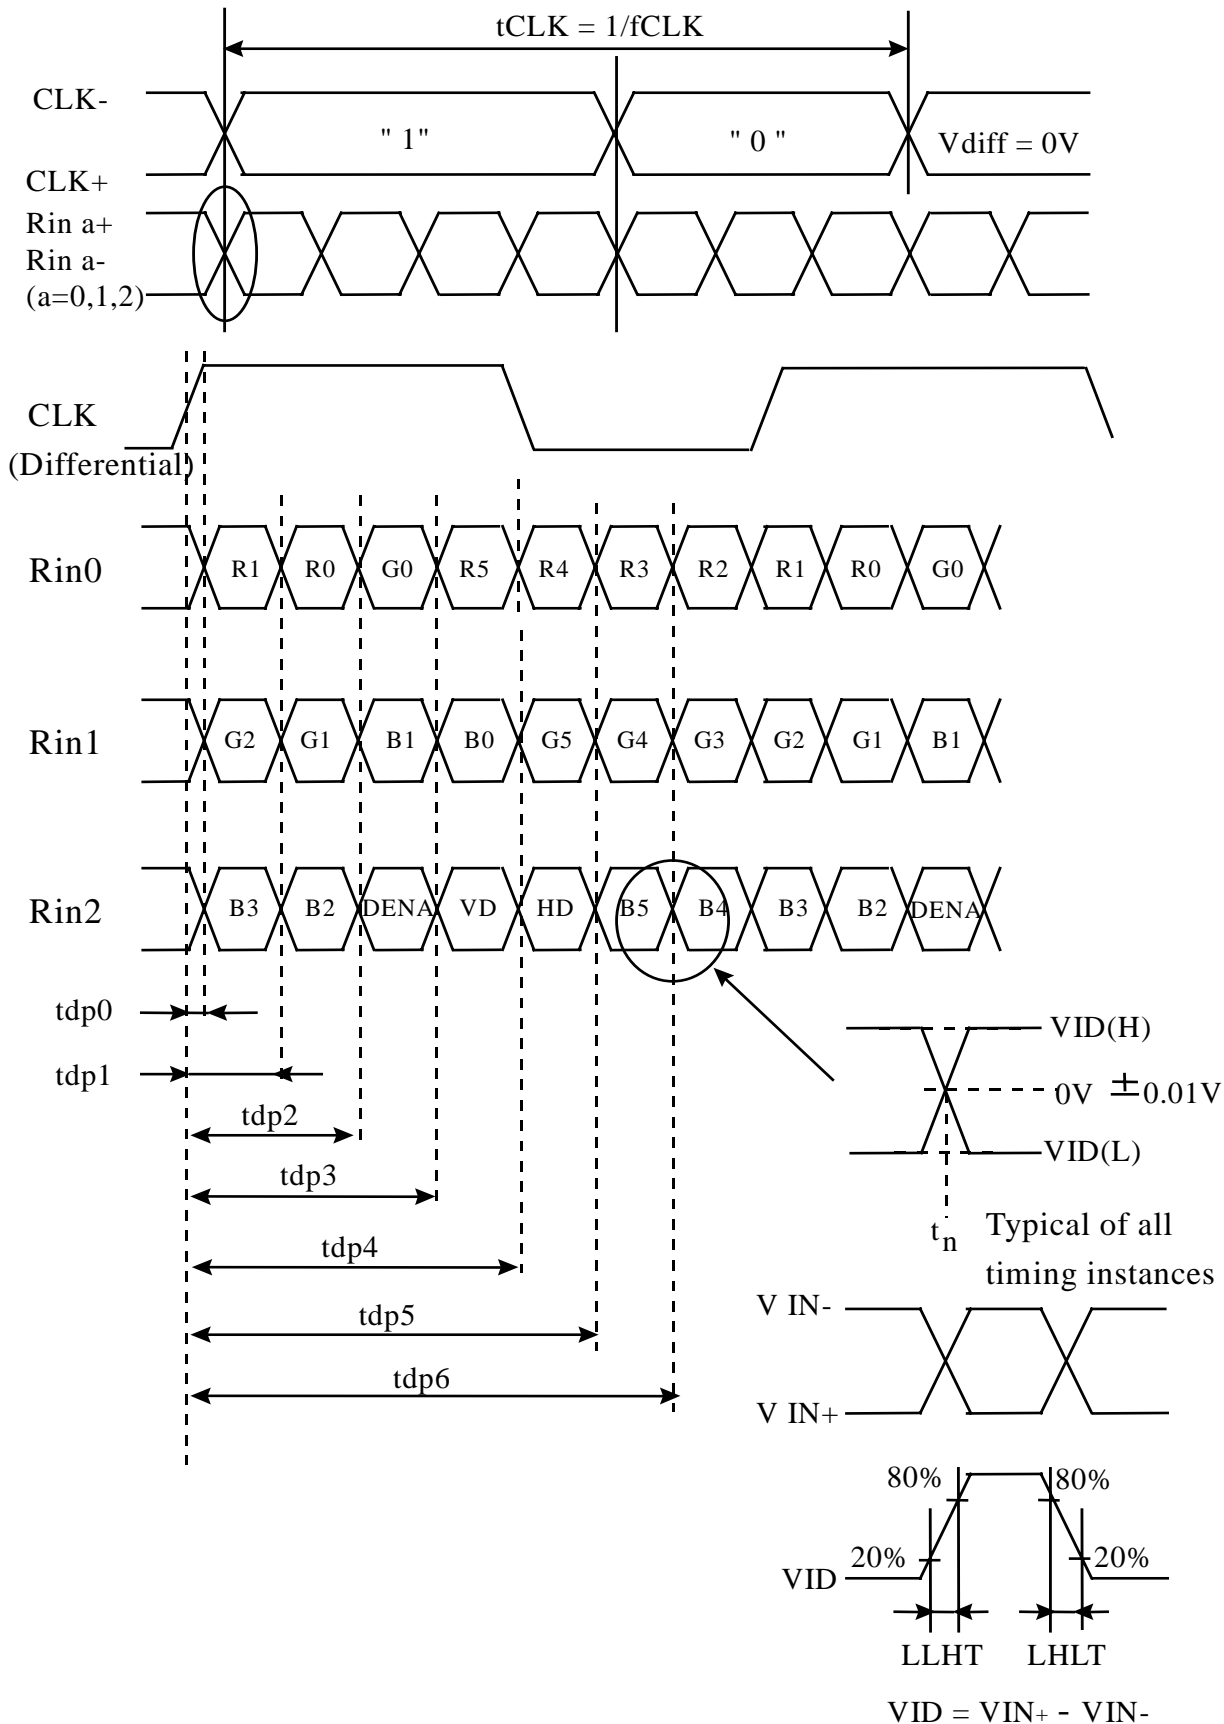 tCLK = 1/fCLK
CLK-
" 1"
" 0 "
Vdiff = 0V
CLK+
Rin a+
Rin a-
(a=0,1,2)
CLK
(Differential)
Rin0
R1 R0 G0 R5 R4 R3 R2 R1 R0 G0
Rin1
G2 G1 B1 B0 G5 G4 G3 G2 G1 B1
Rin2
B3 B2 DENA VD HD B5 B4 B3 B2 DENA
tdp0
tdp1
tdp2
tdp3
tdp4
tdp5
tdp6
VID(H)
0V ±0.01V
VID(L)
tn
Typical of all
timing instances
V IN-
V IN+
80% 80%
20% 20%
VID
LLHT LHLT
VID = VIN+ - VIN-